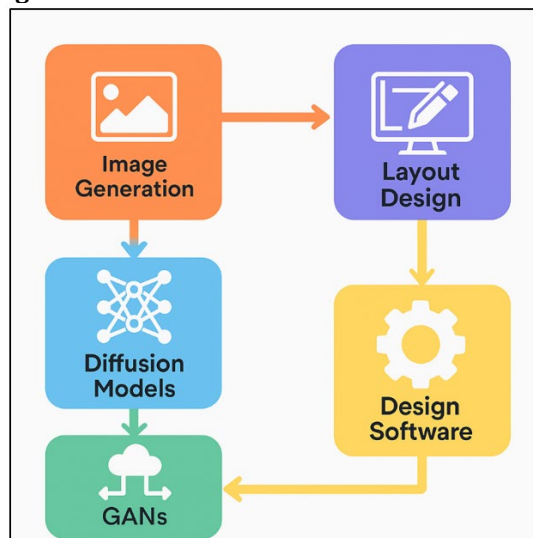 Image
Generation
Layout
Design
Diffusion
Models
Design
Software
GANs